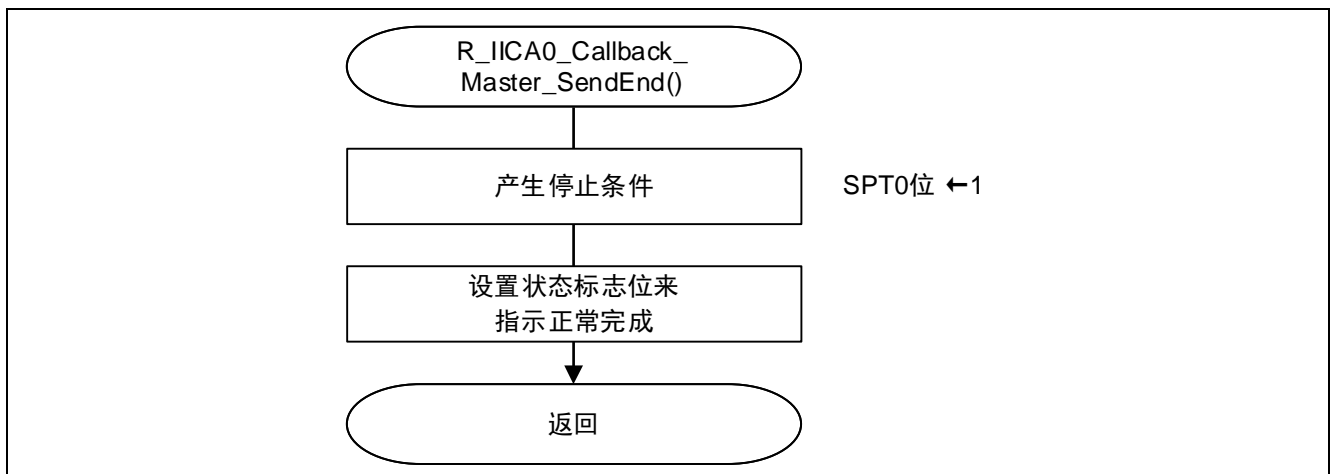 R_IICA0_Callback_
Master_SendEnd()
产生停止条件
SPT0位 ←1
设置状态标志位来
指示正常完成
返回